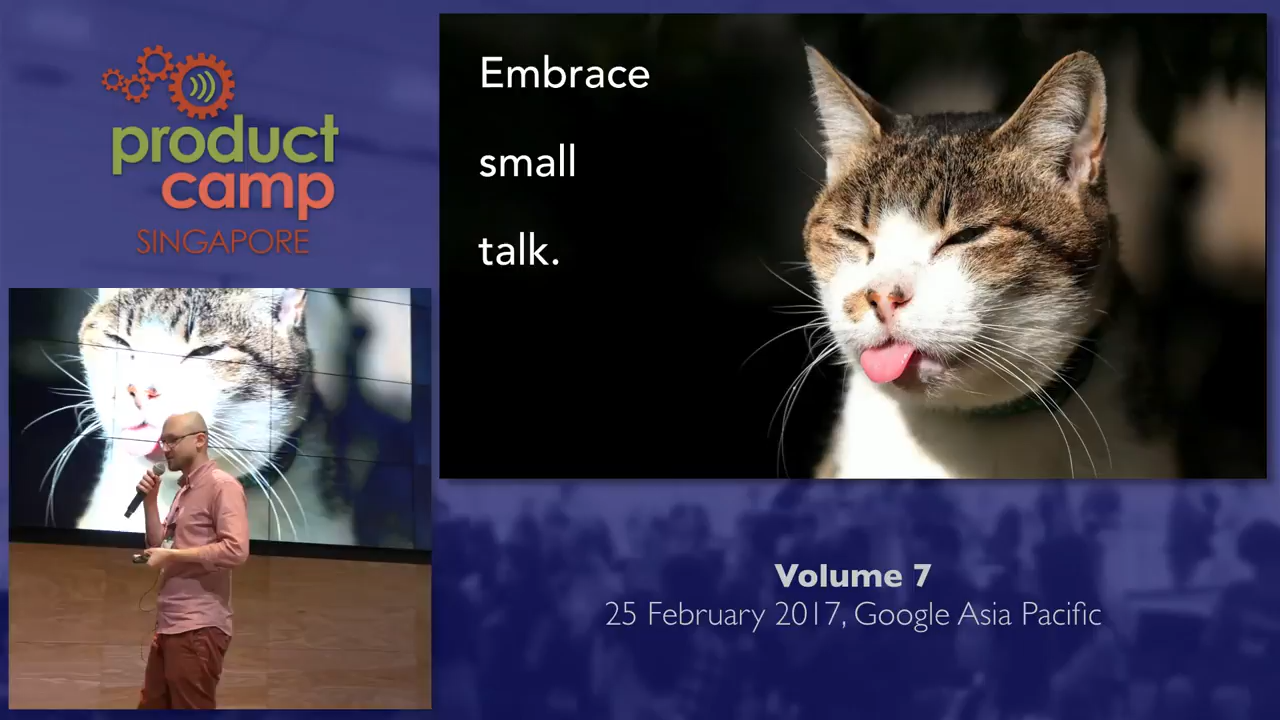 product
camp
SINGAPORE
Embrace
small
talk.
Volume 7
25 February 2017, Google Asia Pacific